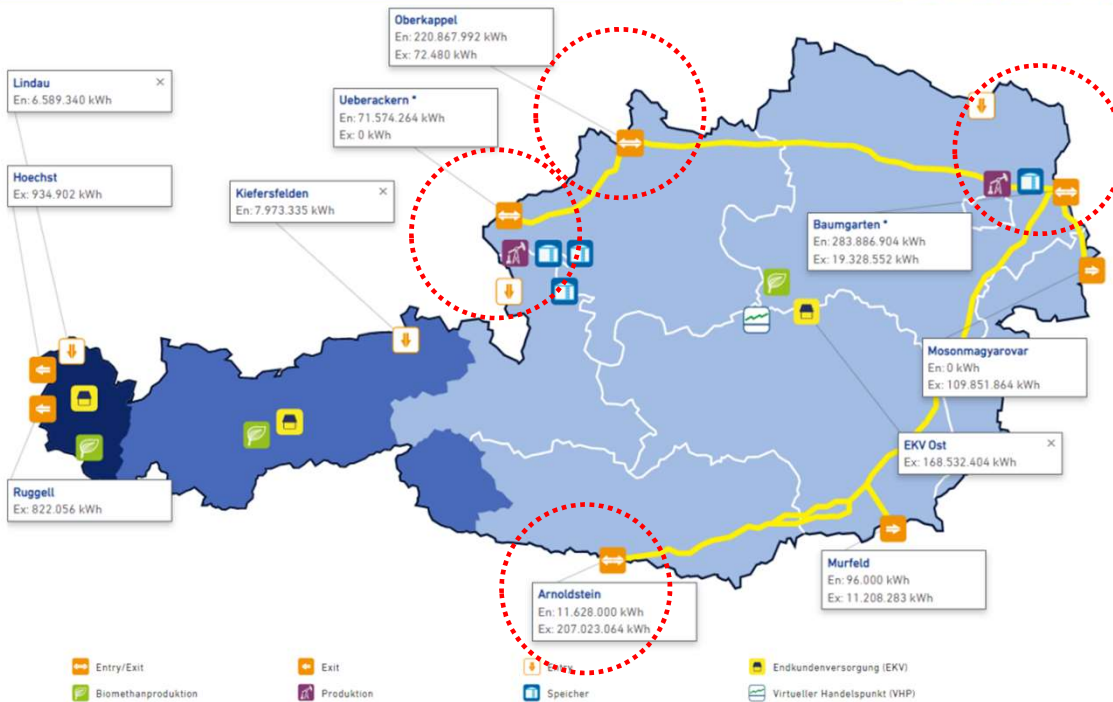 Oberkappel
En: 220.867.992 kWh
Ex: 72.480 kWh
Lindau
En: 6.589.340 kWh
Ueberackern *
En: 71.574.264 kWh
Ex: 0 kWh
Hoechst
Ex: 934.902 kWh
Kiefersfelden
En: 7.973.335 kWh
Baumgarten *
En: 283.886.904 kWh
Ex: 19.328.552 kWh
Mosonmagyarovar
En: 0 kWh
Ex: 109.851.864 kWh
EKV Ost
Ex: 168.532.404 kWh
Ruggell
Ex: 822.056 kWh
Murfeld
En: 96.000 kWh
Ex: 11.208.283 kWh
Arnoldstein
En: 11.628.000 kWh
Ex: 207.023.064 kWh
Entry/Exit
Exit
Entry
Endkundenversorgung (EKV)
Biomethanproduktion
Produktion
Speicher
Virtueller Handelspunkt (VHP)